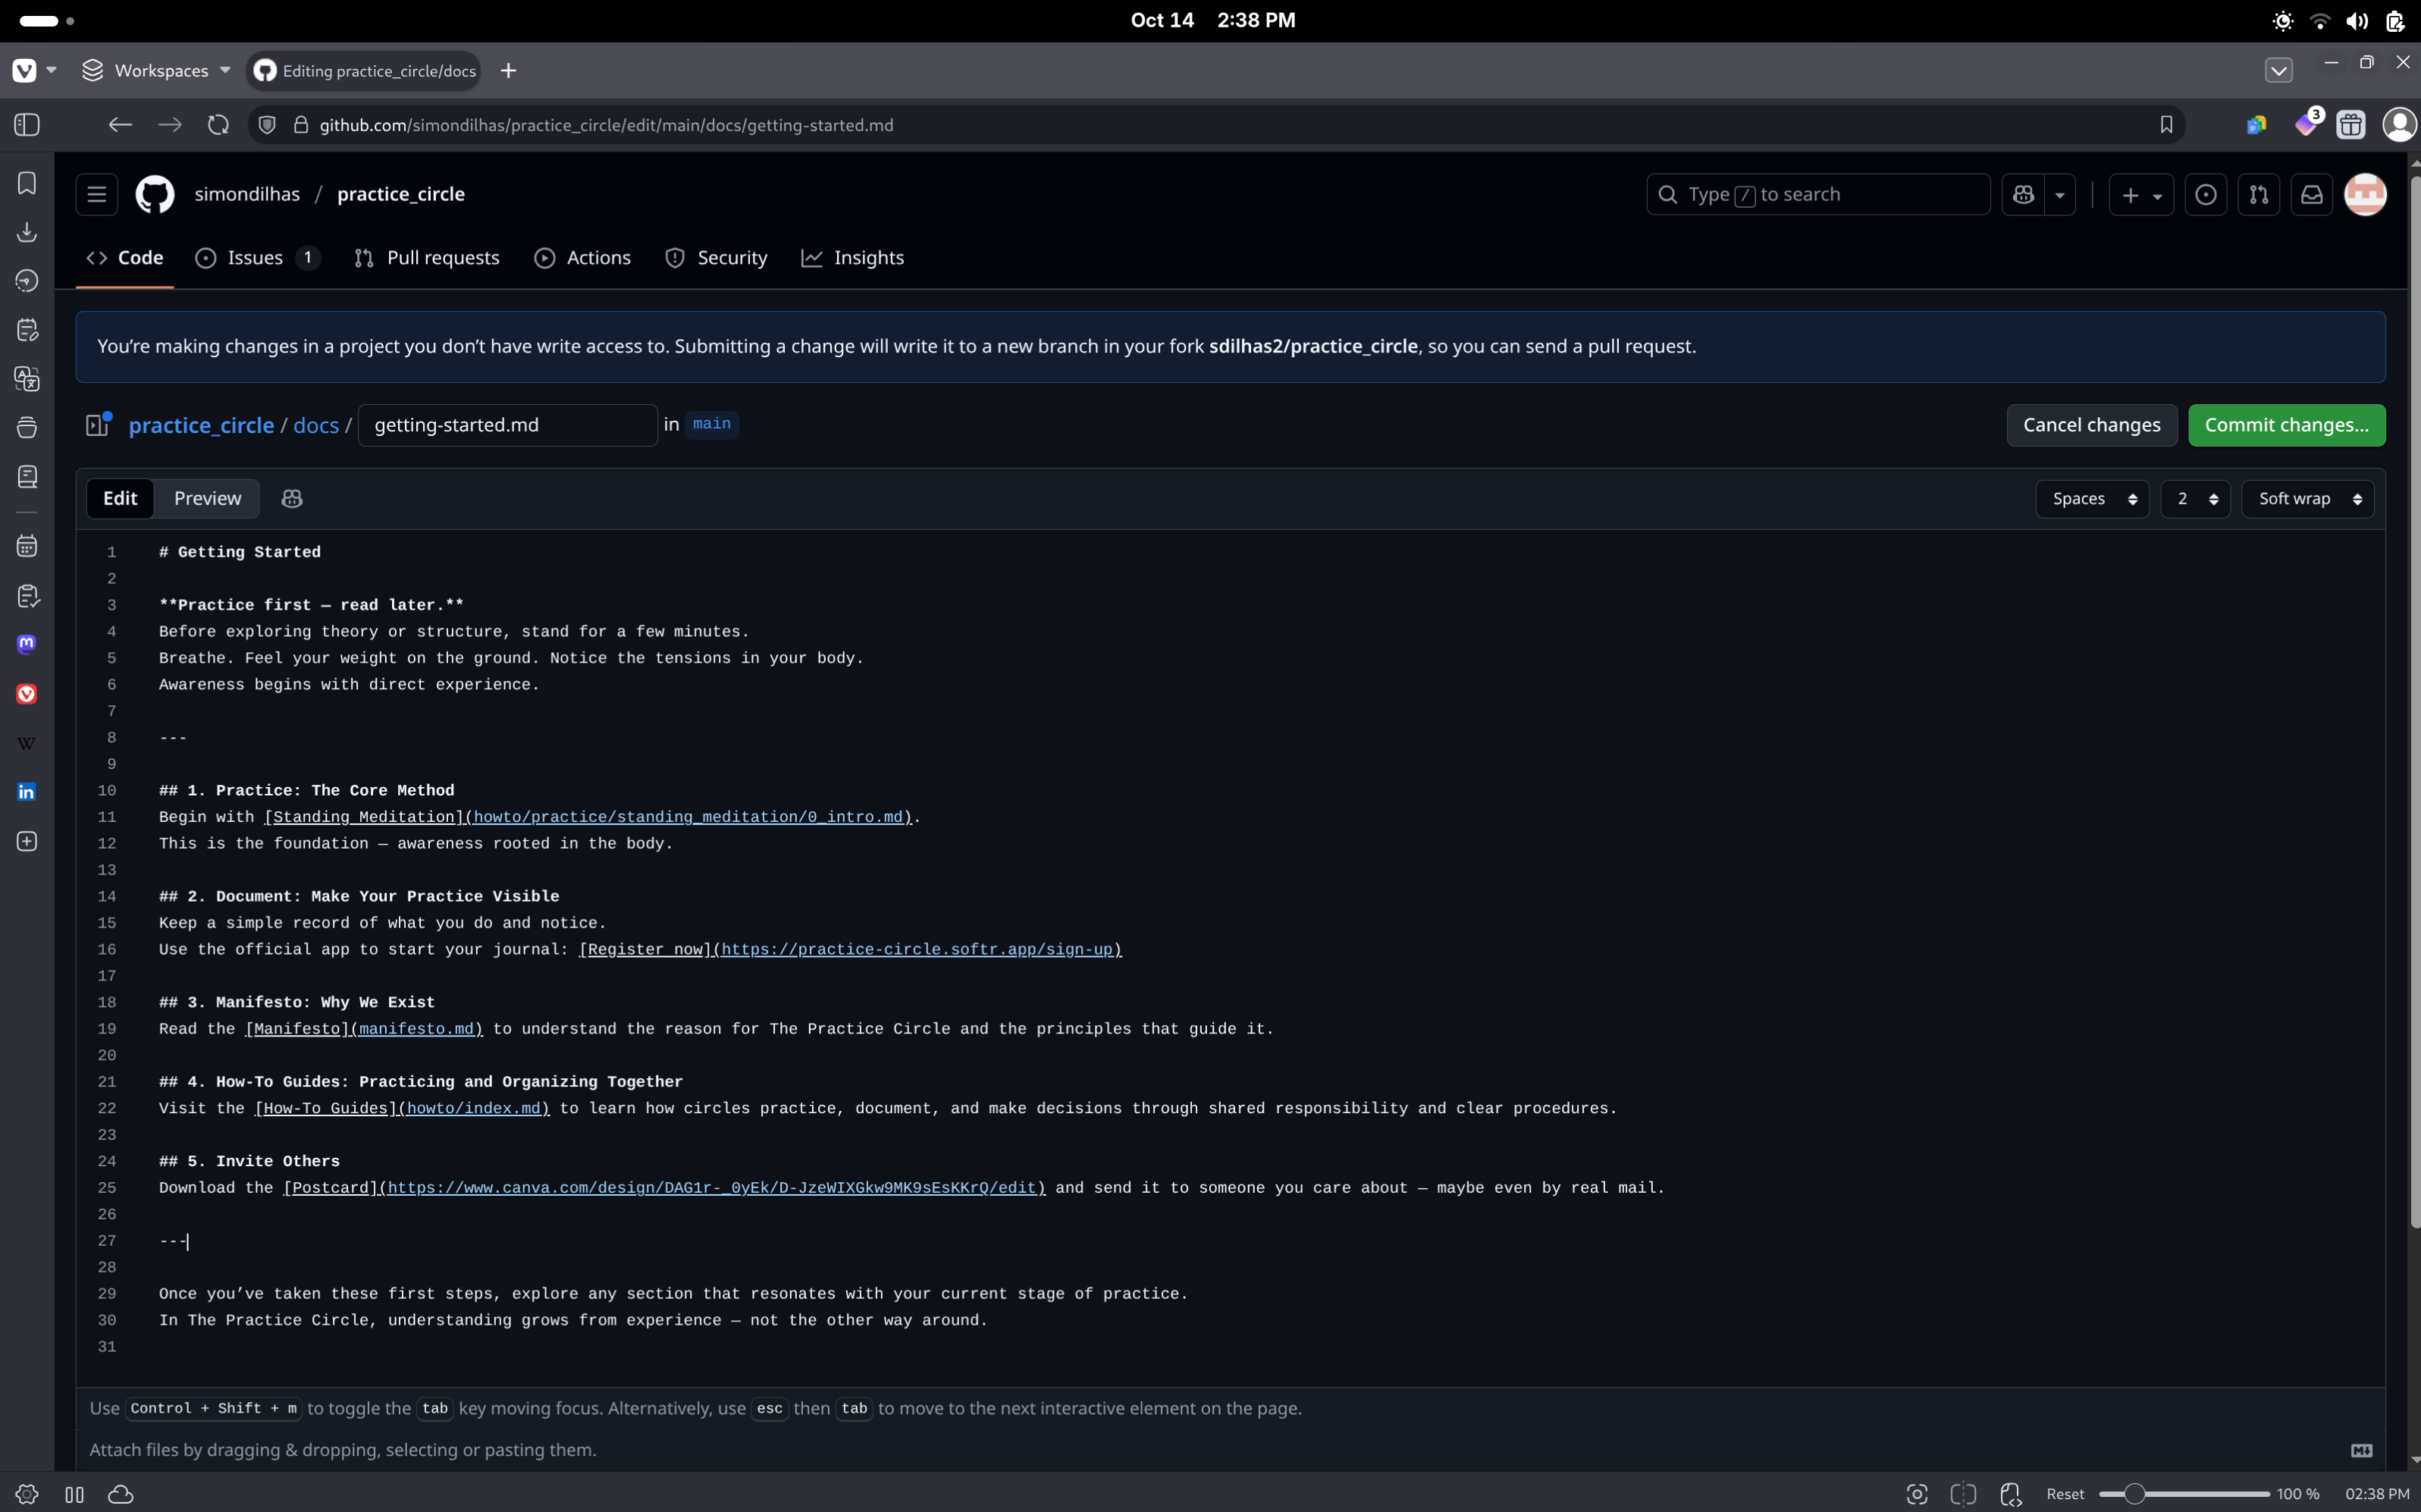 Oct 14 2:38 PM
Workspaces
Editing practice_circle/docs
github.com/simondilhas/practice_circle/edit/main/docs/getting-started.md
3
simondilhas / practice_circle
Type / to search
Code
Issues 1
Pull requests
Actions
Security
Insights
You’re making changes in a project you don’t have write access to. Submitting a change will write it to a new branch in your fork sdilhas2/practice_circle, so you can send a pull request.
practice_circle / docs / getting-started.md in main
Cancel changes
Commit changes...
Edit
Preview
Spaces
2
Soft wrap
1 # Getting Started
2
3 **Practice first — read later.**
4 Before exploring theory or structure, stand for a few minutes.
5 Breathe. Feel your weight on the ground. Notice the tensions in your body.
6 Awareness begins with direct experience.
7
8 ---
9
10 ## 1. Practice: The Core Method
11 Begin with [Standing Meditation](howto/practice/standing_meditation/0_intro.md).
12 This is the foundation — awareness rooted in the body.
13
14 ## 2. Document: Make Your Practice Visible
15 Keep a simple record of what you do and notice.
16 Use the official app to start your journal: [Register now](https://practice-circle.softr.app/sign-up)
17
18 ## 3. Manifesto: Why We Exist
19 Read the [Manifesto](manifesto.md) to understand the reason for The Practice Circle and the principles that guide it.
20
21 ## 4. How-To Guides: Practicing and Organizing Together
22 Visit the [How-To Guides](howto/index.md) to learn how circles practice, document, and make decisions through shared responsibility and clear procedures.
23
24 ## 5. Invite Others
25 Download the [Postcard](https://www.canva.com/design/DAG1r-_0yEk/D-JzeWIXGkw9MK9sEsKKrQ/edit) and send it to someone you care about — maybe even by real mail.
26
27 ---
28
29 Once you’ve taken these first steps, explore any section that resonates with your current stage of practice.
30 In The Practice Circle, understanding grows from experience — not the other way around.
31
Use Control + Shift + m to toggle the tab key moving focus. Alternatively, use esc then tab to move to the next interactive element on the page.
Attach files by dragging & dropping, selecting or pasting them.
Reset
100 %
02:38 PM